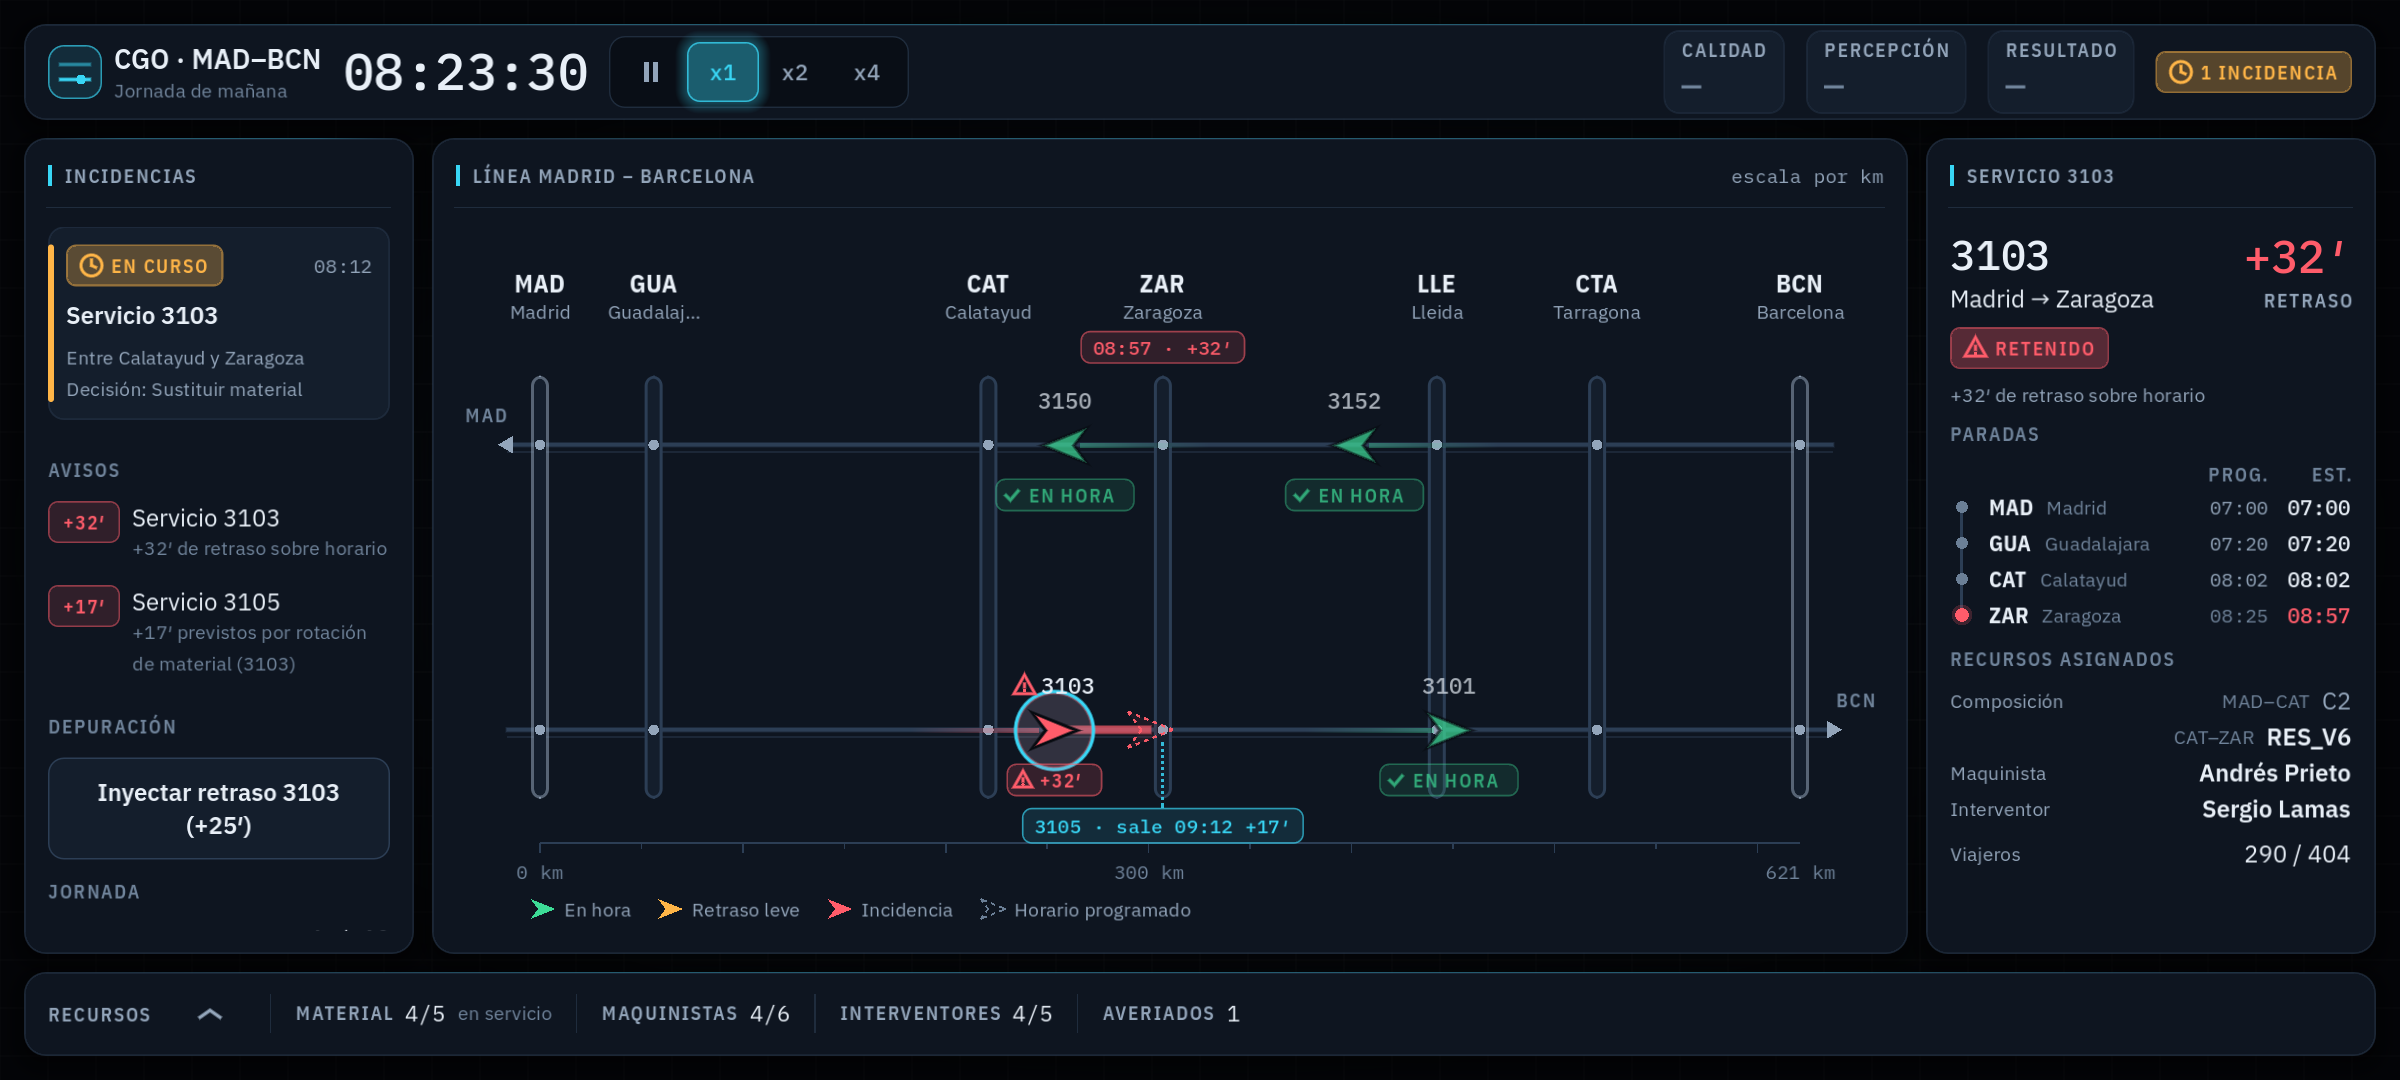 CGO · MAD–BCN
Jornada de mañana
08:23:30
x1
x2
x4
CALIDAD
—
PERCEPCIÓN
—
RESULTADO
—
1 INCIDENCIA
INCIDENCIAS
EN CURSO
08:12
Servicio 3103
Entre Calatayud y Zaragoza
Decisión: Sustituir material
AVISOS
+32′
Servicio 3103
+32′ de retraso sobre horario
+17′
Servicio 3105
+17′ previstos por rotación
de material (3103)
DEPURACIÓN
Inyectar retraso 3103
(+25′)
JORNADA
LÍNEA MADRID – BARCELONA
escala por km
MAD
Madrid
GUA
Guadalaj…
CAT
Calatayud
ZAR
Zaragoza
LLE
Lleida
CTA
Tarragona
BCN
Barcelona
08:57 · +32′
MAD
3150
3152
EN HORA
EN HORA
3103
3101
BCN
+32′
EN HORA
3105 · sale 09:12 +17′
0 km
300 km
621 km
En hora
Retraso leve
Incidencia
Horario programado
SERVICIO 3103
3103
+32′
Madrid → Zaragoza
RETRASO
RETENIDO
+32′ de retraso sobre horario
PARADAS
PROG. EST.
MAD Madrid 07:00 07:00
GUA Guadalajara 07:20 07:20
CAT Calatayud 08:02 08:02
ZAR Zaragoza 08:25 08:57
RECURSOS ASIGNADOS
Composición MAD–CAT C2
CAT–ZAR RES_V6
Maquinista Andrés Prieto
Interventor Sergio Lamas
Viajeros 290 / 404
RECURSOS
MATERIAL 4/5 en servicio
MAQUINISTAS 4/6
INTERVENTORES 4/5
AVERIADOS 1